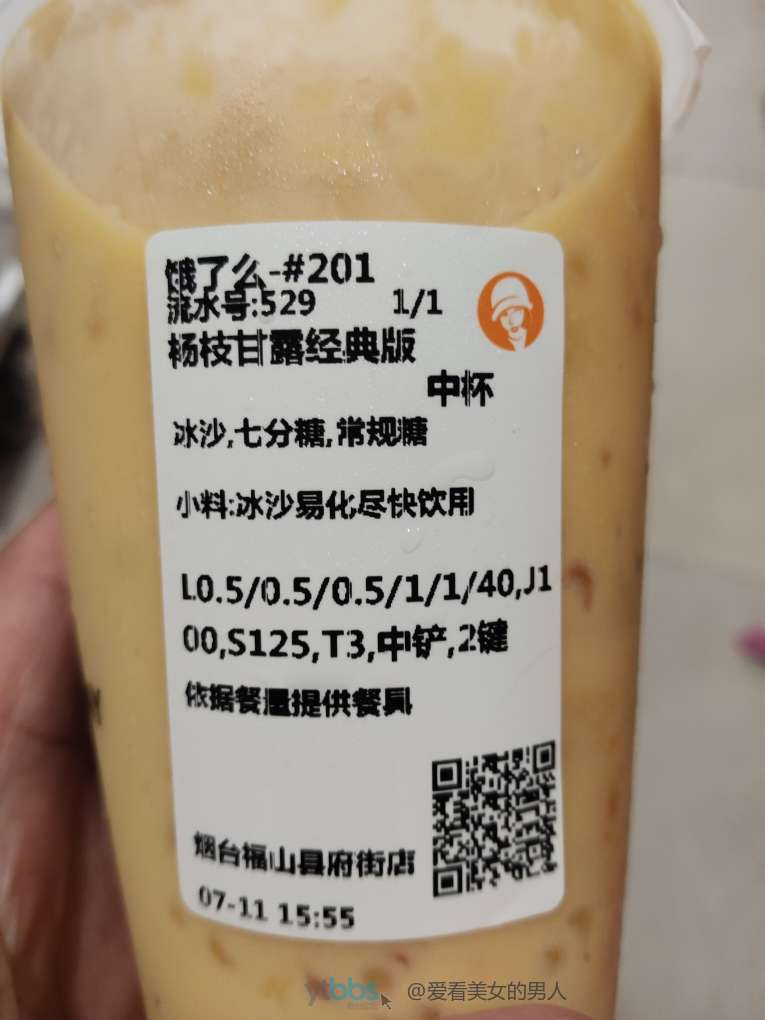 饿了么-#201
流水号:529 1/1
杨枝甘露经典版
中杯
冰沙,七分糖,常规糖
小料:冰沙易化尽快饮用
L0.5/0.5/0.5/1/1/40,J1
00,S125,T3,中铲,2键
依据餐量提供餐具
烟台福山县府街店
07-11 15:55
ytbbs @爱看美女的男人